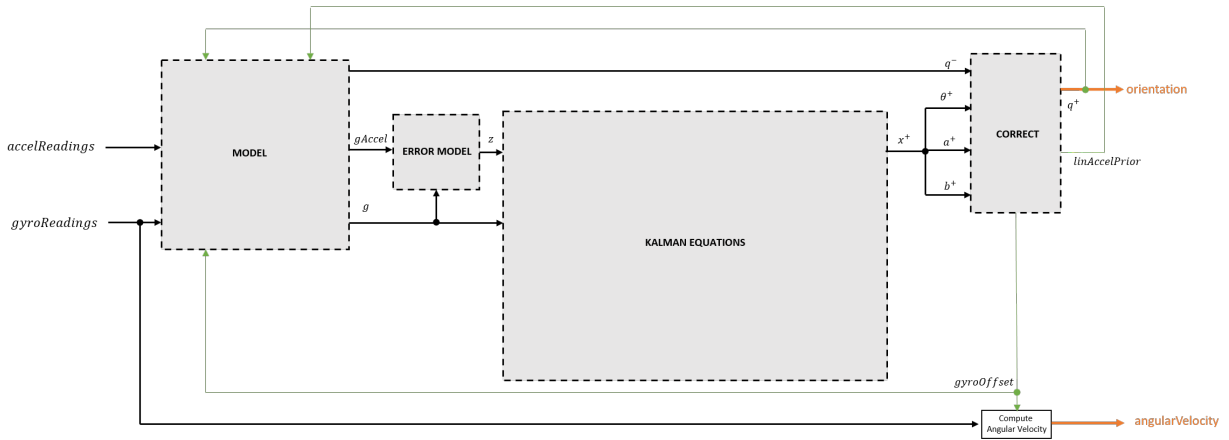 q⁻
orientation
θ⁺
q⁺
accelReadings
MODEL
gAccel
ERROR MODEL
z
x⁺
a⁺
CORRECT
linAccelPrior
b⁺
gyroReadings
g
KALMAN EQUATIONS
gyroOffset
Compute
Angular Velocity
angularVelocity